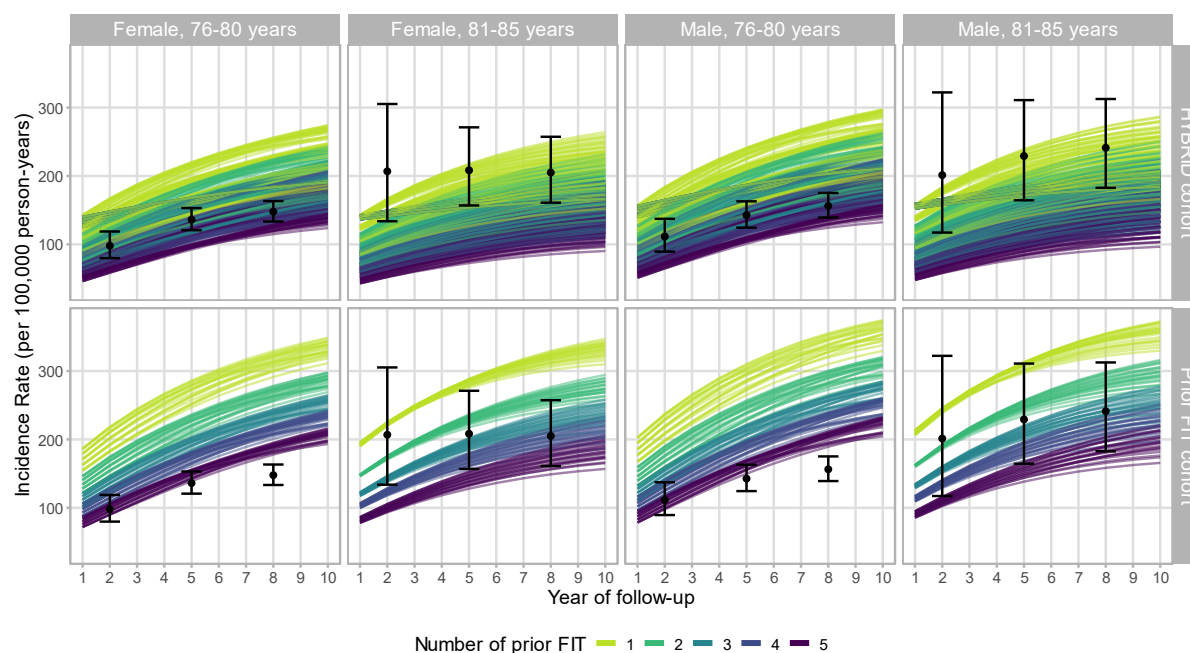 Female, 76-80 years
Female, 81-85 years
Male, 76-80 years
Male, 81-85 years
Incidence Rate (per 100,000 person-years)
300
200
100
HYBRID cohort
300
200
100
Prior FIT cohort
1 2 3 4 5 6 7 8 9 10
1 2 3 4 5 6 7 8 9 10
1 2 3 4 5 6 7 8 9 10
1 2 3 4 5 6 7 8 9 10
Year of follow-up
Number of prior FIT 1 2 3 4 5